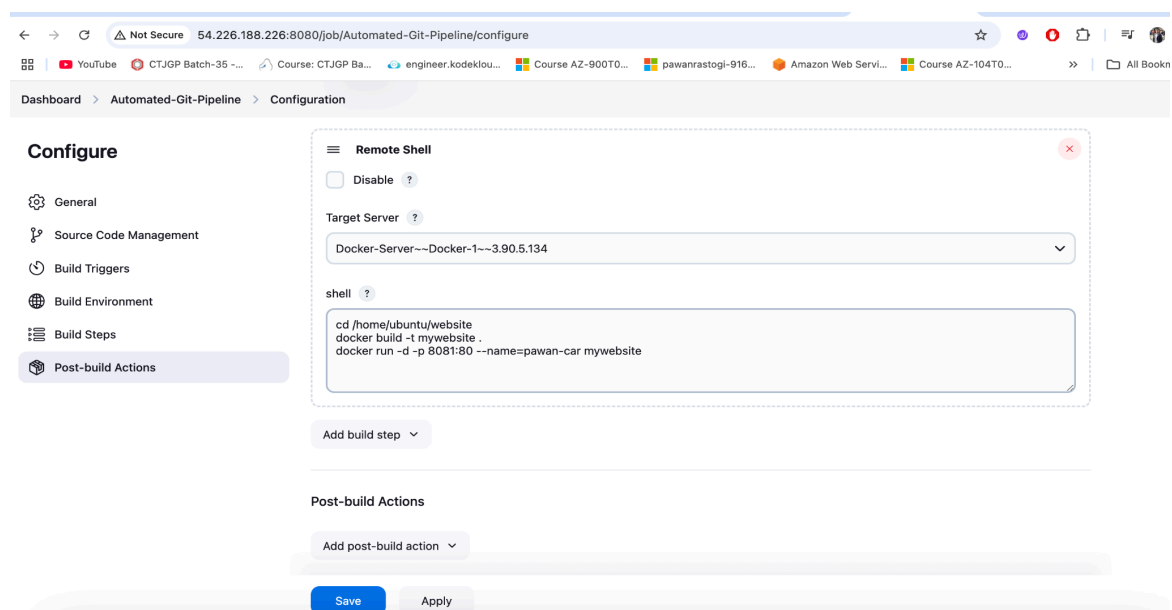 Not Secure 54.226.188.226:8080/job/Automated-Git-Pipeline/configure
YouTube CTJGP Batch-35 -... Course: CTJGP Ba... engineer.kodeklou... Course AZ-900T0... pawanrastogi-916... Amazon Web Servi... Course AZ-104T0... » All Bookm
Dashboard > Automated-Git-Pipeline > Configuration
Configure
General
Source Code Management
Build Triggers
Build Environment
Build Steps
Post-build Actions
Remote Shell
Disable ?
Target Server ?
Docker-Server~~Docker-1~~3.90.5.134
shell ?
cd /home/ubuntu/website
docker build -t mywebsite .
docker run -d -p 8081:80 --name=pawan-car mywebsite
Add build step
Post-build Actions
Add post-build action
Save Apply